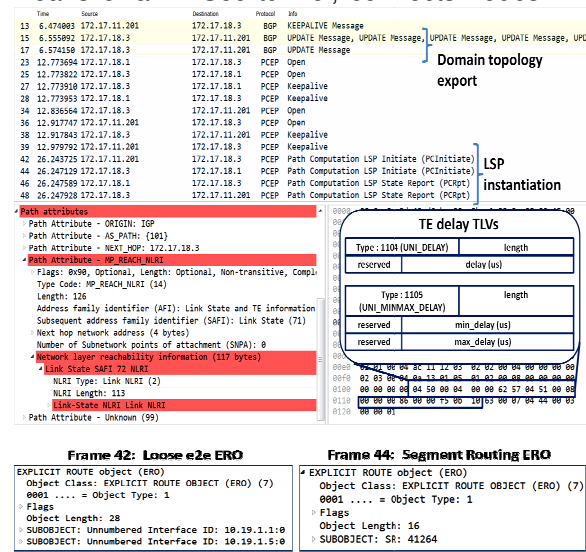 Time Source Destination Protocol Info
13 6.474003 172.17.11.201 172.17.18.3 BGP KEEPALIVE Message
15 6.555092 172.17.18.3 172.17.11.201 BGP UPDATE Message, UPDATE Message, UPDATE Message, UPDATE Message, UPD
17 6.574150 172.17.11.201 172.17.18.3 BGP UPDATE Message
23 12.773694 172.17.18.1 172.17.18.3 PCEP Open
25 12.773822 172.17.18.3 172.17.18.1 PCEP Open
27 12.773910 172.17.18.1 172.17.18.3 PCEP Keepalive
28 12.773953 172.17.18.3 172.17.18.1 PCEP Keepalive
34 12.836564 172.17.18.3 172.17.11.201 PCEP Open
36 12.917747 172.17.11.201 172.17.18.3 PCEP Open
38 12.917843 172.17.18.3 172.17.11.201 PCEP Keepalive
39 12.979792 172.17.11.201 172.17.18.3 PCEP Keepalive
42 26.243725 172.17.11.201 172.17.18.3 PCEP Path Computation LSP Initiate (PCInitiate)
44 26.242129 172.17.18.3 172.17.18.1 PCEP Path Computation LSP Initiate (PCInitiate)
46 26.247589 172.17.18.1 172.17.18.3 PCEP Path Computation LSP State Report (PCRpt)
48 26.247928 172.17.18.3 172.17.11.201 PCEP Path Computation LSP State Report (PCRpt)
Domain topology
export
LSP
instantiation
Path attributes
Path Attribute - ORIGIN: IGP
Path Attribute - AS_PATH: {101}
Path Attribute - NEXT_HOP: 172.17.18.3
Path Attribute - MP_REACH_NLRI
Flags: 0x90, Optional, Length: Optional, Non-transitive, Compl
Type Code: MP_REACH_NLRI (14)
Length: 126
Address family identifier (AFI): Link State and TE information
Subsequent address family identifier (SAFI): Link State (71)
Next hop network address (4 bytes)
Number of Subnetwork points of attachment (SNPA): 0
Network layer reachability information (117 bytes)
Link State SAFI 72 NLRI
NLRI Type: Link NLRI (2)
NLRI Length: 113
Link-State NLRI Link NLRI
Path Attribute - Unknown (99)
TE delay TLVs
Type : 1104 (UNI_DELAY) length
reserved delay (us)
Type : 1105
(UNI_MINMAX_DELAY) length
reserved min_delay (us)
reserved max_delay (us)
0120 00 00 01
Frame 42: Loose e2e ERO
EXPLICIT ROUTE object (ERO)
Object Class: EXPLICIT ROUTE OBJECT (ERO) (7)
0001 .... = Object Type: 1
Flags
Object Length: 28
SUBOBJECT: Unnumbered Interface ID: 10.19.1.1:0
SUBOBJECT: Unnumbered Interface ID: 10.19.1.5:0
Frame 44: Segment Routing ERO
EXPLICIT ROUTE object (ERO)
Object Class: EXPLICIT ROUTE OBJECT (ERO) (7)
0001 .... = Object Type: 1
Flags
Object Length: 16
SUBOBJECT: SR: 41264